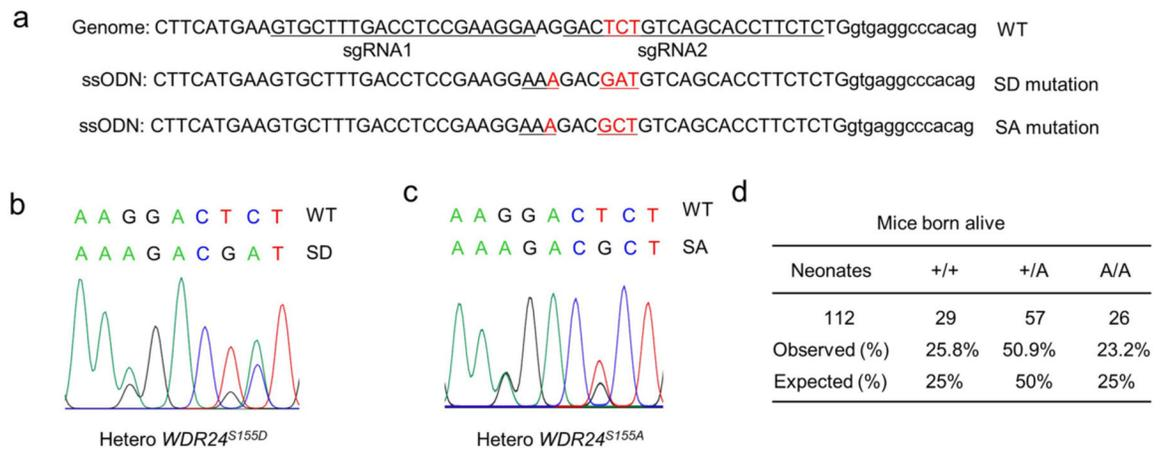 a
Genome: CTTCATGAAGTGCTTTGACCTCCGAAGGAAGGACTCTGTCAGCACCTTCTCTGgtgaggcccacag WT
sgRNA1 sgRNA2
ssODN: CTTCATGAAGTGCTTTGACCTCCGAAGGAAAGACGATGTCAGCACCTTCTCTGgtgaggcccacag SD mutation
ssODN: CTTCATGAAGTGCTTTGACCTCCGAAGGAAAGACGCTGTCAGCACCTTCTCTGgtgaggcccacag SA mutation
b
A A G G A C T C T WT
A A A G A C G A T SD
Hetero WDR24S155D
c
A A G G A C T C T WT
A A A G A C G C T SA
Hetero WDR24S155A
d
Mice born alive
Neonates +/+ +/A A/A
112 29 57 26
Observed (%) 25.8% 50.9% 23.2%
Expected (%) 25% 50% 25%